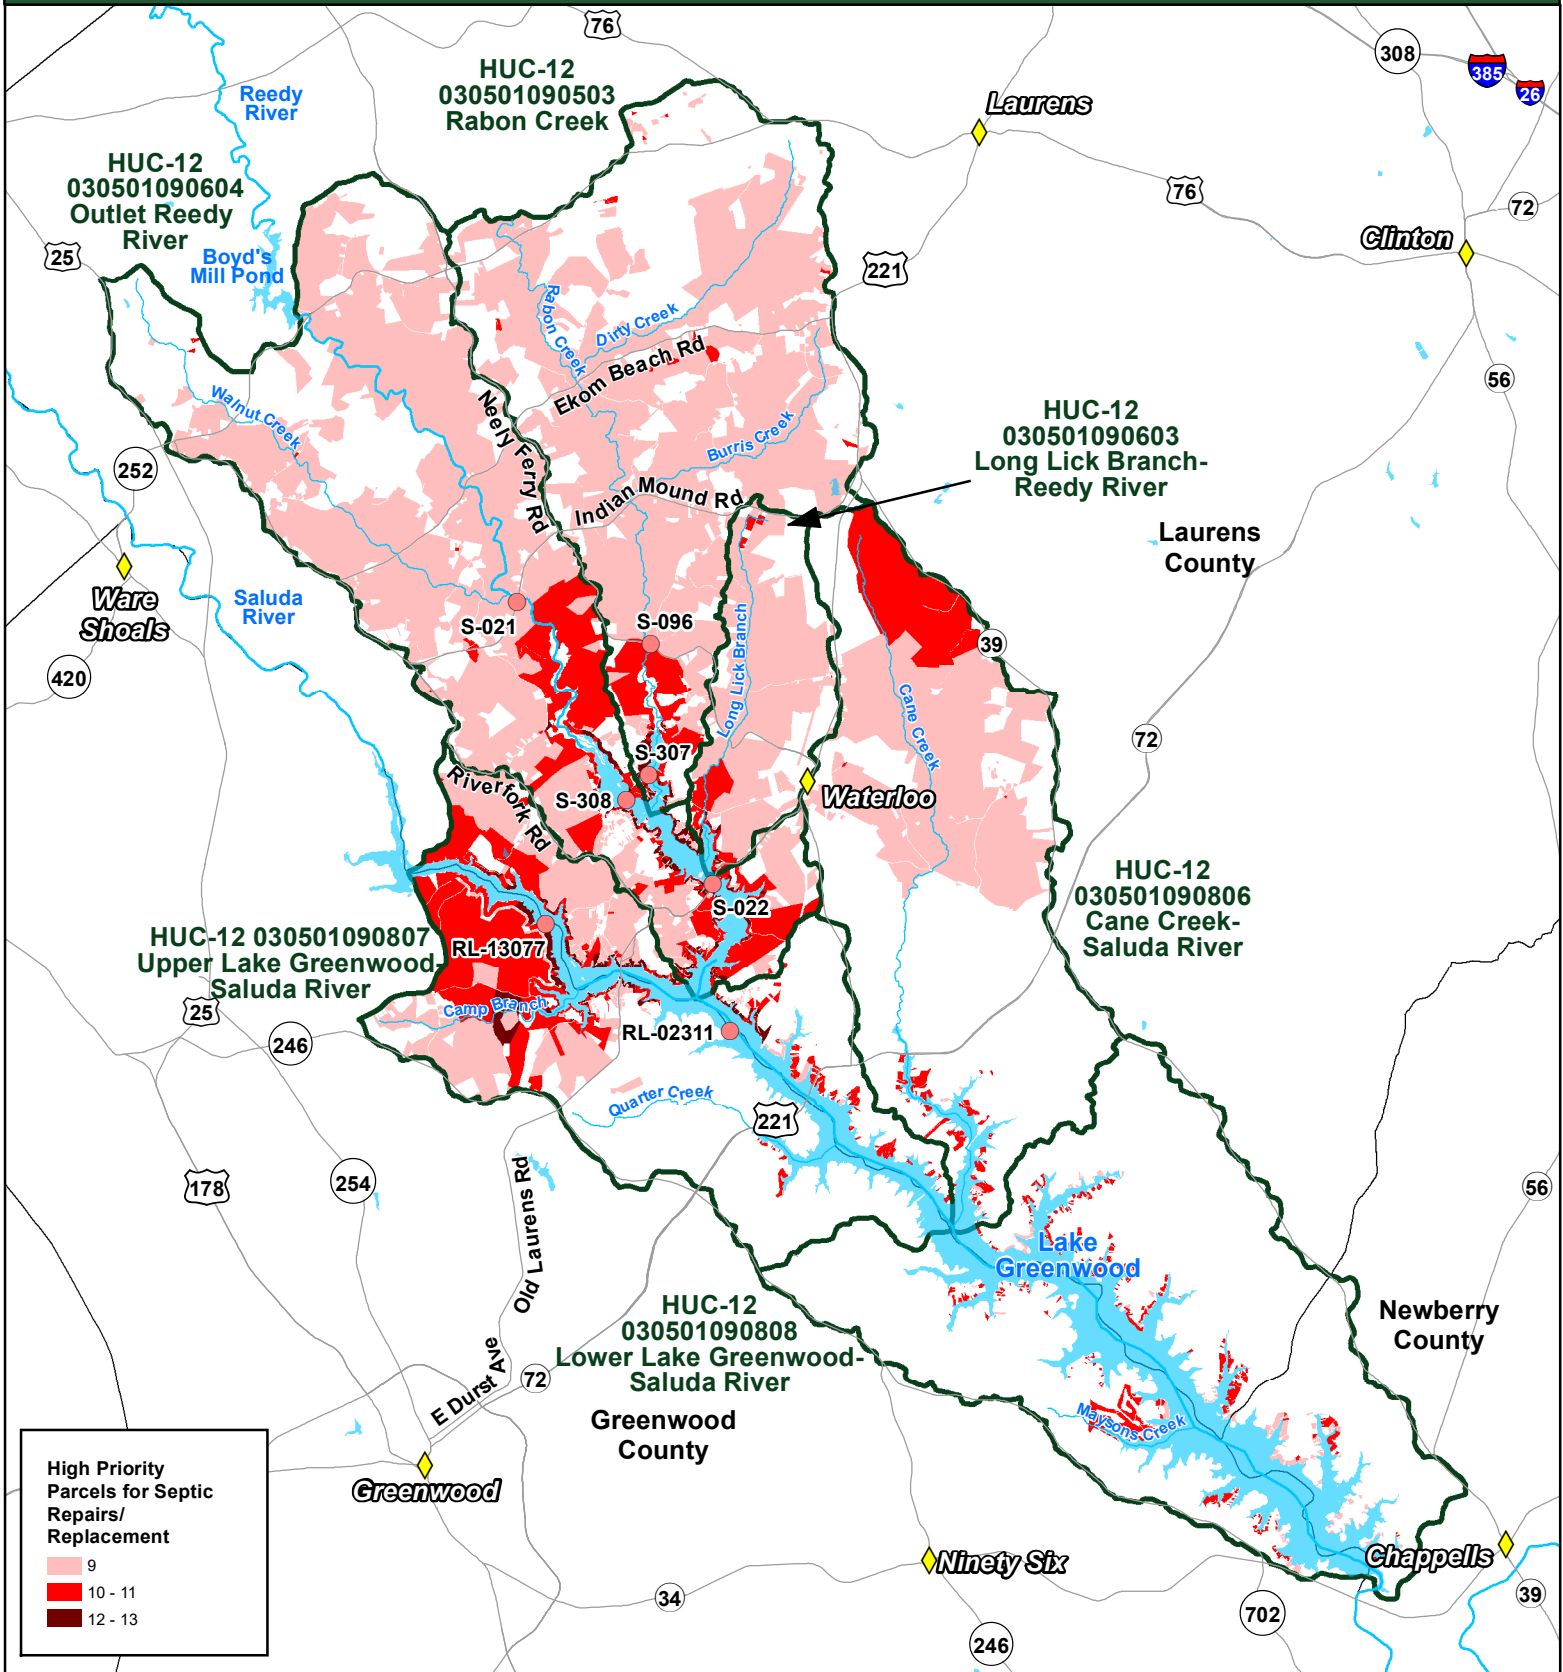 76
308
385
26
HUC-12
030501090503
Rabon Creek
Reedy
River
Laurens
HUC-12
030501090604
Outlet Reedy
River
76
72
25
Boyd's
Mill Pond
Clinton
221
Rabon Creek
Dirty Creek
Ekom Beach Rd
56
Walnut Creek
Neely Ferry Rd
Burris Creek
HUC-12
030501090603
Long Lick Branch-
Reedy River
252
Indian Mound Rd
Laurens
County
Ware
Shoals
Saluda
River
S-021
S-096
Long Lick Branch
39
420
Cane Creek
72
S-307
Riverfork Rd
S-308
Waterloo
HUC-12
030501090806
Cane Creek-
Saluda River
S-022
HUC-12 030501090807
Upper Lake Greenwood-
Saluda River
RL-13077
25
Camp Branch
246
RL-02311
Quarter Creek
221
178
254
56
Old Laurens Rd
Lake
Greenwood
HUC-12
030501090808
Lower Lake Greenwood-
Saluda River
Newberry
County
E Durst Ave
72
Greenwood
County
Maysons Creek
High Priority
Parcels for Septic
Repairs/
Replacement
9
10 - 11
12 - 13
Greenwood
Ninety Six
Chappells
34
702
39
246